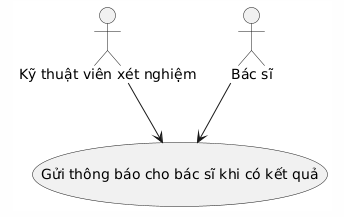 Kỹ thuật viên xét nghiệm
Bác sĩ
Gửi thông báo cho bác sĩ khi có kết quả